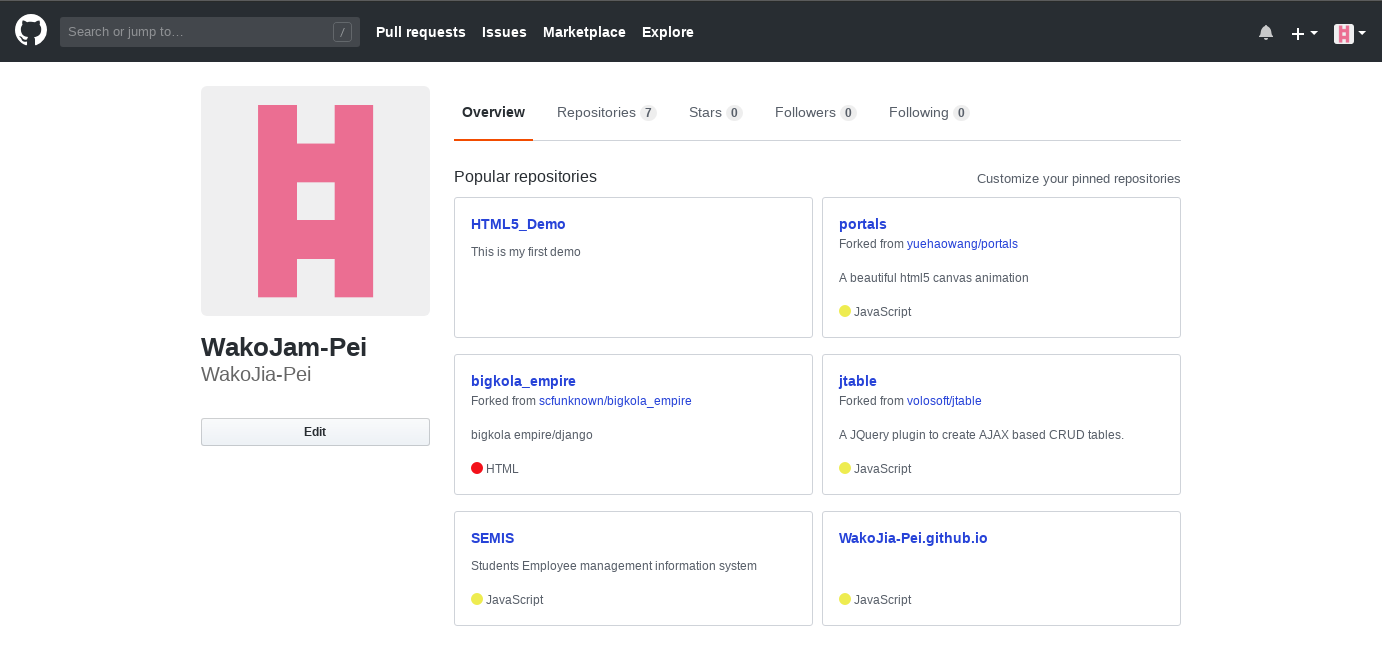 Search or jump to…
/
Pull requests Issues Marketplace Explore
Overview Repositories 7 Stars 0 Followers 0 Following 0
Popular repositories
Customize your pinned repositories
HTML5_Demo
This is my first demo
portals
Forked from yuehaowang/portals
A beautiful html5 canvas animation
JavaScript
WakoJam-Pei
WakoJia-Pei
Edit
bigkola_empire
Forked from scfunknown/bigkola_empire
bigkola empire/django
HTML
jtable
Forked from volosoft/jtable
A JQuery plugin to create AJAX based CRUD tables.
JavaScript
SEMIS
Students Employee management information system
JavaScript
WakoJia-Pei.github.io
JavaScript